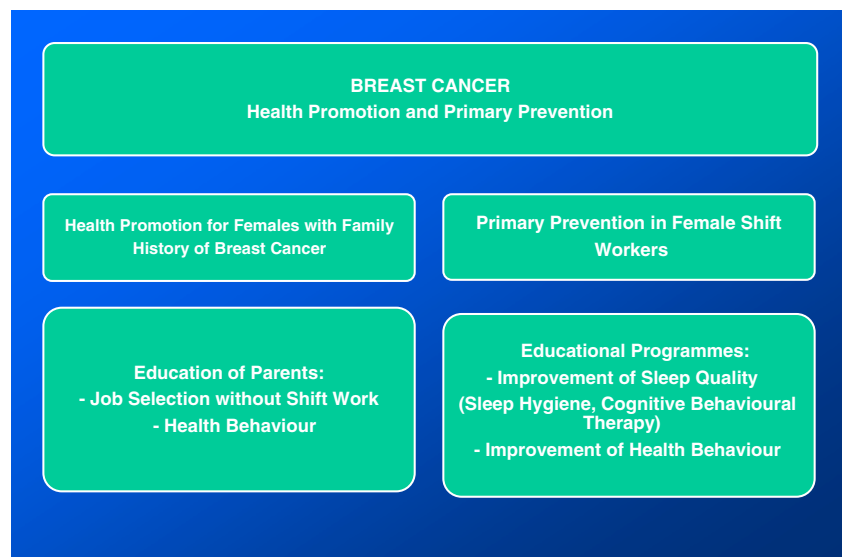 BREAST CANCER
Health Promotion and Primary Prevention
Health Promotion for Females with Family
History of Breast Cancer
Primary Prevention in Female Shift
Workers
Education of Parents:
- Job Selection without Shift Work
- Health Behaviour
Educational Programmes:
- Improvement of Sleep Quality
(Sleep Hygiene, Cognitive Behavioural
Therapy)
- Improvement of Health Behaviour